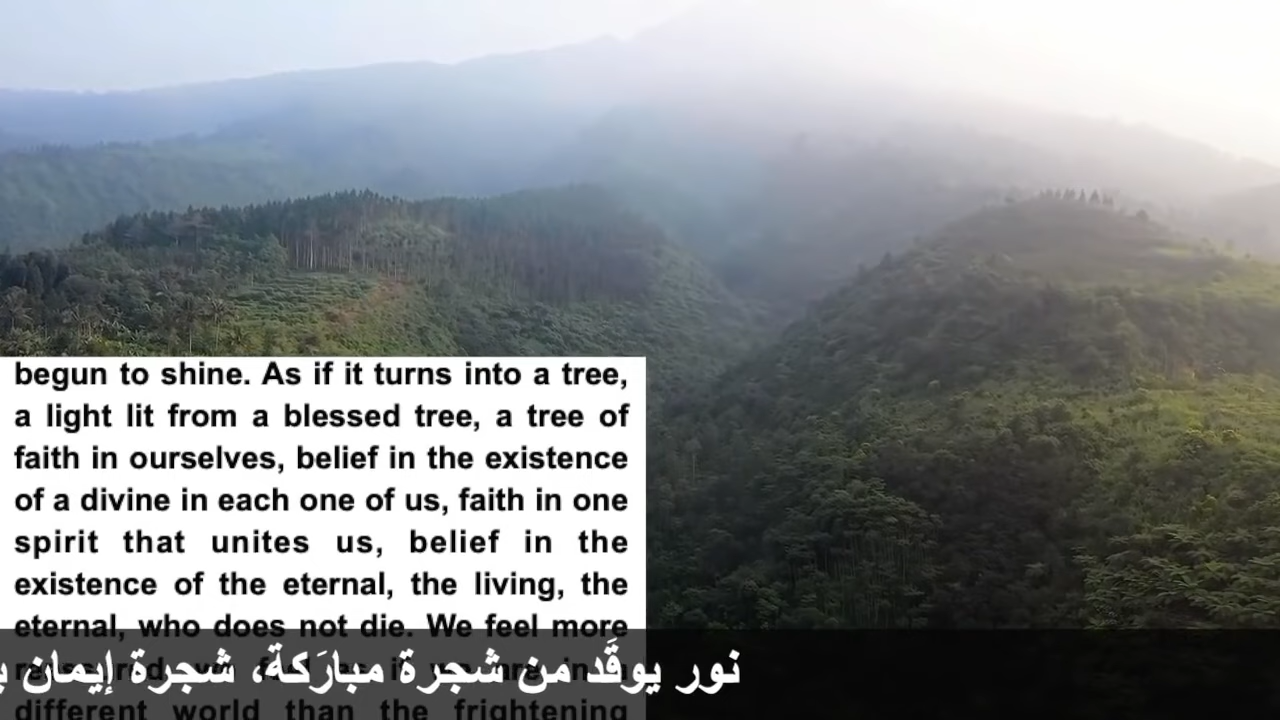 begun to shine. As if it turns into a tree,
a light lit from a blessed tree, a tree of
faith in ourselves, belief in the existence
of a divine in each one of us, faith in one
spirit that unites us, belief in the
existence of the eternal, the living, the
eternal, who does not die. We feel more
نور يوقَد من شجرة مبارَكة، شجرة إيمان
different world than the frightening